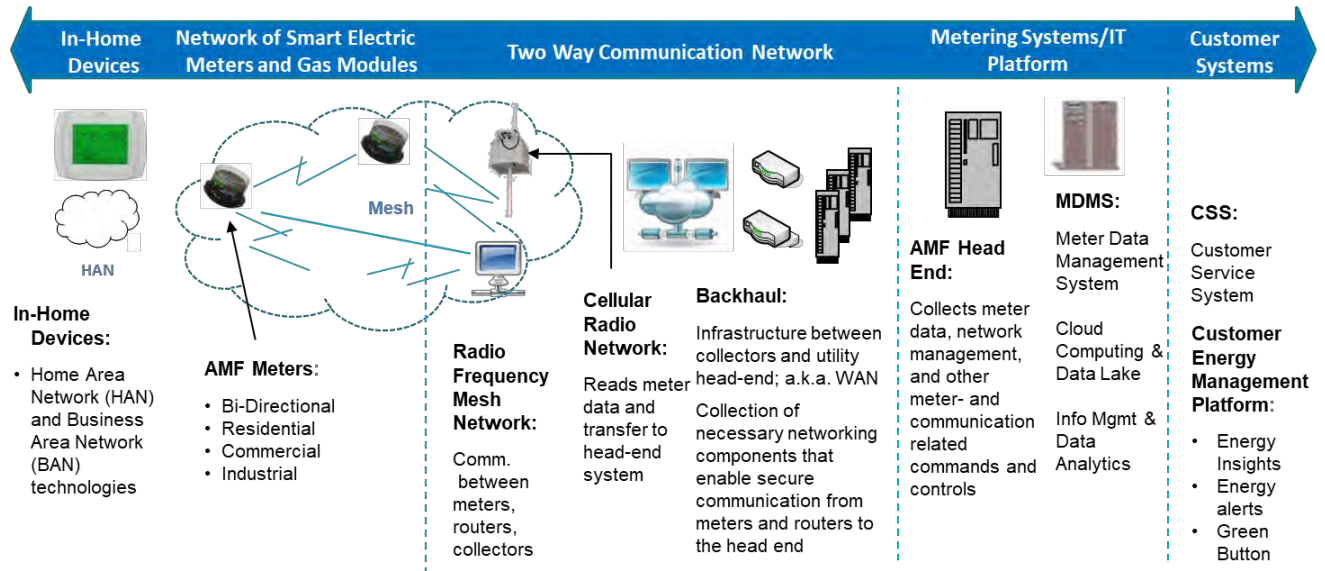 In-Home
Devices
Network of Smart Electric
Meters and Gas Modules
Two Way Communication Network
Metering Systems/IT
Platform
Customer
Systems
HAN
Mesh
In-Home
Devices:
• Home Area
Network (HAN)
and Business
Area Network
(BAN)
technologies
AMF Meters:
• Bi-Directional
• Residential
• Commercial
• Industrial
Radio
Frequency
Mesh
Network:
Comm.
between
meters,
routers,
collectors
Cellular
Radio
Network:
Reads meter
data and
transfer to
head-end
system
Backhaul:
Infrastructure between
collectors and utility
head-end; a.k.a. WAN
Collection of
necessary networking
components that
enable secure
communication from
meters and routers to
the head end
AMF Head
End:
Collects meter
data, network
management,
and other
meter- and
communication
related
commands and
controls
MDMS:
Meter Data
Management
System
Cloud
Computing &
Data Lake
Info Mgmt &
Data
Analytics
CSS:
Customer
Service
System
Customer
Energy
Management
Platform:
• Energy
Insights
• Energy
alerts
• Green
Button